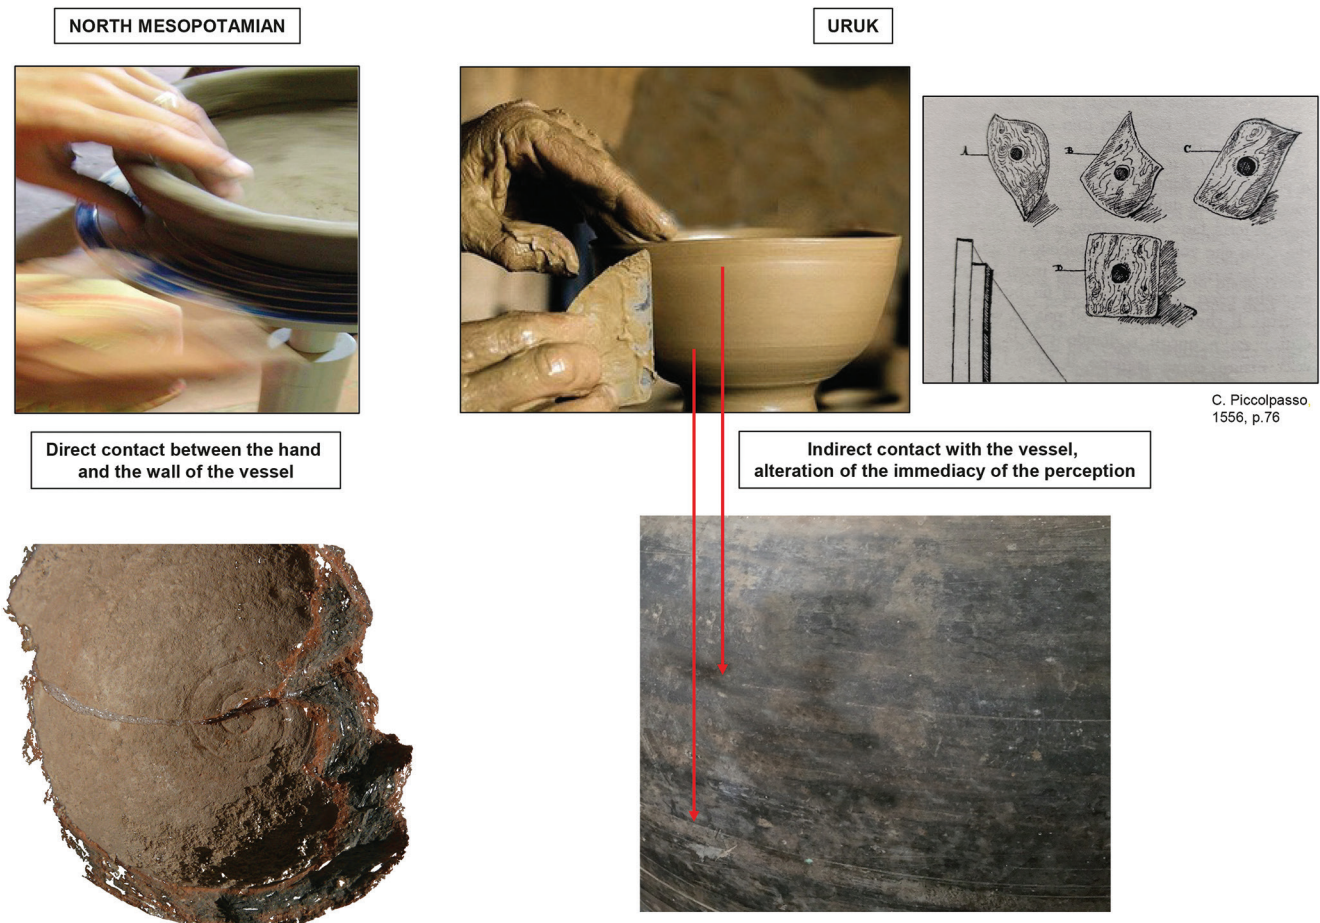 NORTH MESOPOTAMIAN
URUK
A
B
C
D
C. Piccolpasso,
1556, p.76
Direct contact between the hand
and the wall of the vessel
Indirect contact with the vessel,
alteration of the immediacy of the perception